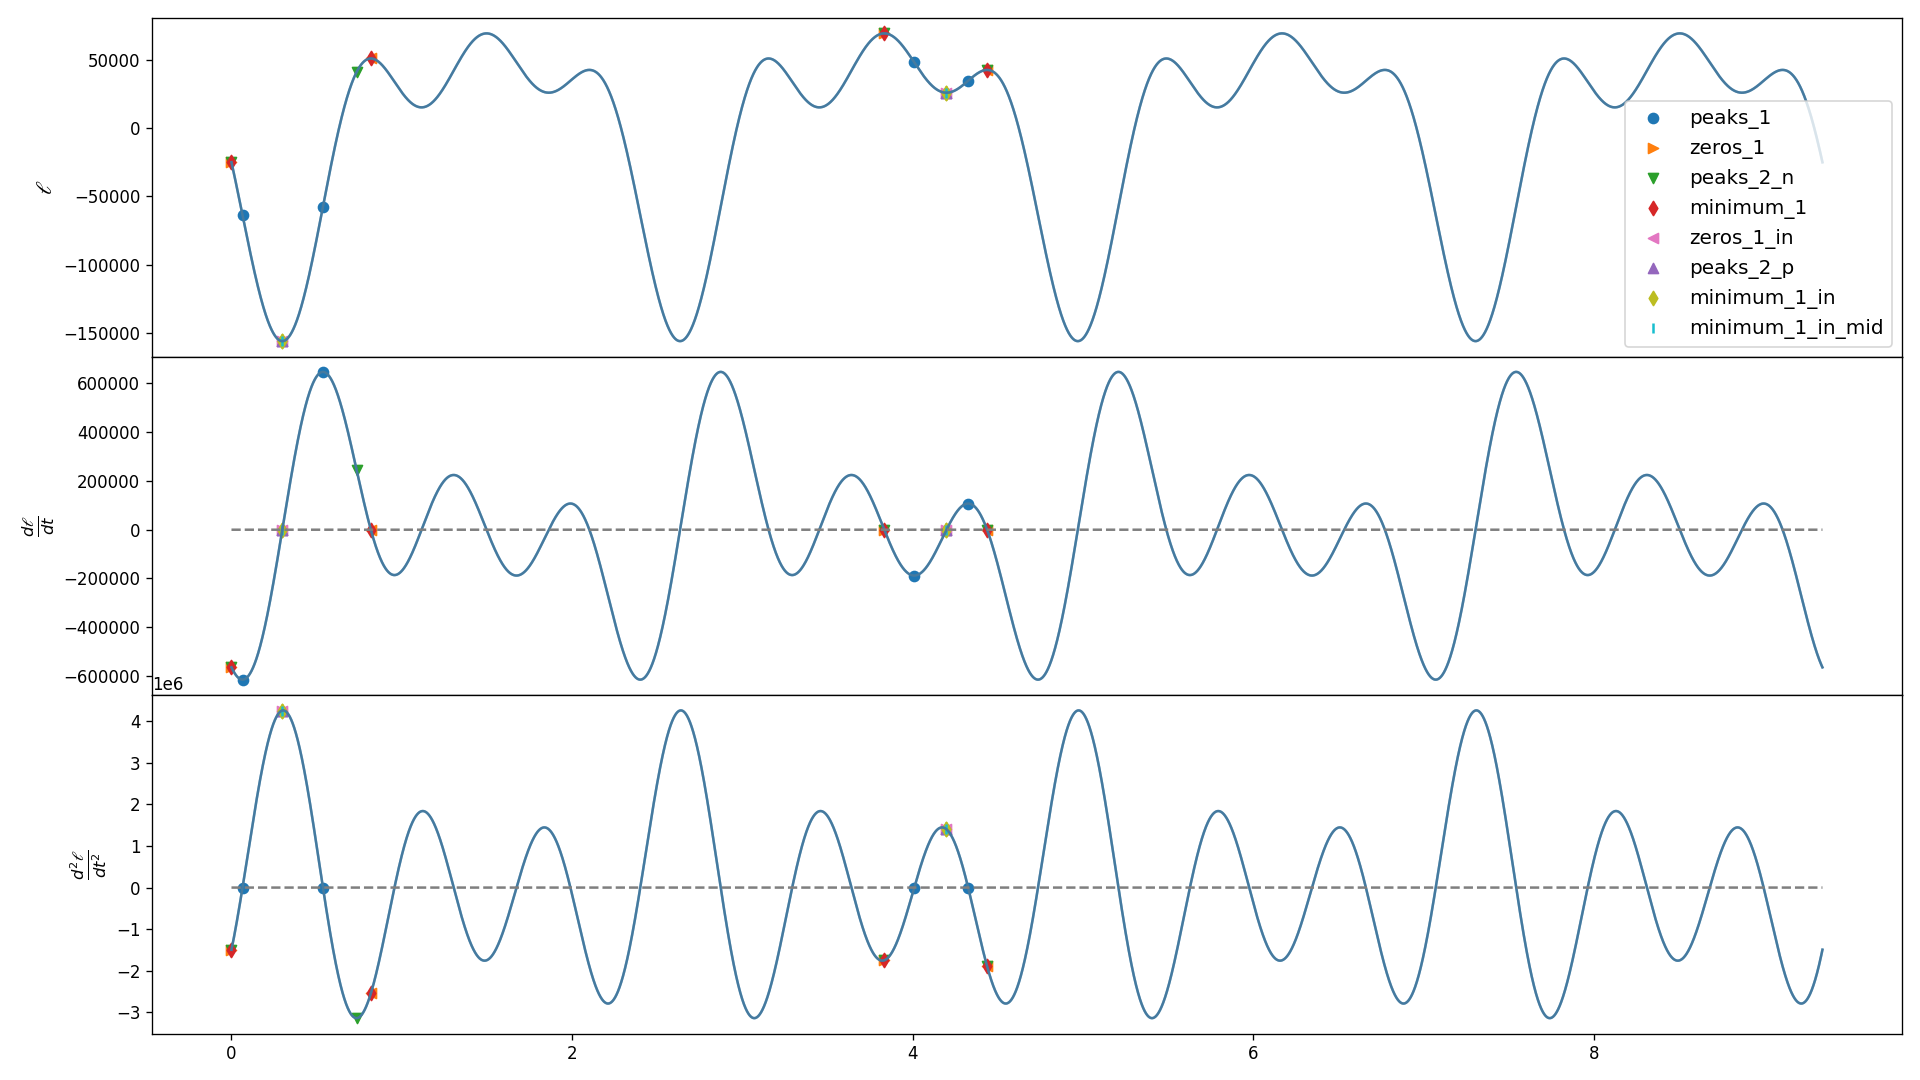 50000
0
−50000
−100000
−150000
ℓ
peaks_1
zeros_1
peaks_2_n
minimum_1
zeros_1_in
peaks_2_p
minimum_1_in
minimum_1_in_mid
600000
400000
200000
0
−200000
−400000
−600000
dℓ
dt
1e6
4
3
2
1
0
−1
−2
−3
d²ℓ
dt²
0 2 4 6 8